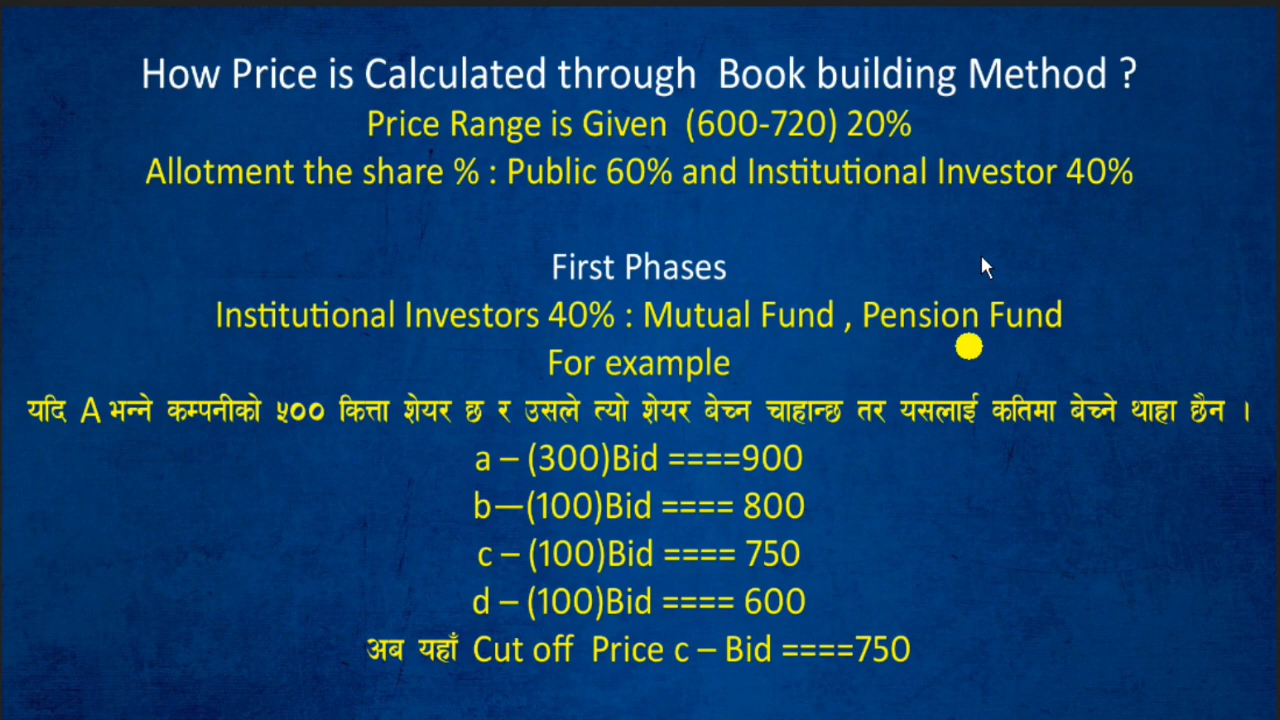 How Price is Calculated through Book building Method ?
Price Range is Given (600-720) 20%
Allotment the share % : Public 60% and Institutional Investor 40%
First Phases
Institutional Investors 40% : Mutual Fund , Pension Fund
For example
यदि A भन्ने कम्पनीको ५०० कित्ता शेयर छ र उसले त्यो शेयर बेच्न चाहान्छ तर यसलाई कतिमा बेच्ने थाहा छैन ।
a – (300)Bid ====900
b—(100)Bid ==== 800
c – (100)Bid ==== 750
d – (100)Bid ==== 600
अब यहाँ Cut off Price c – Bid ====750